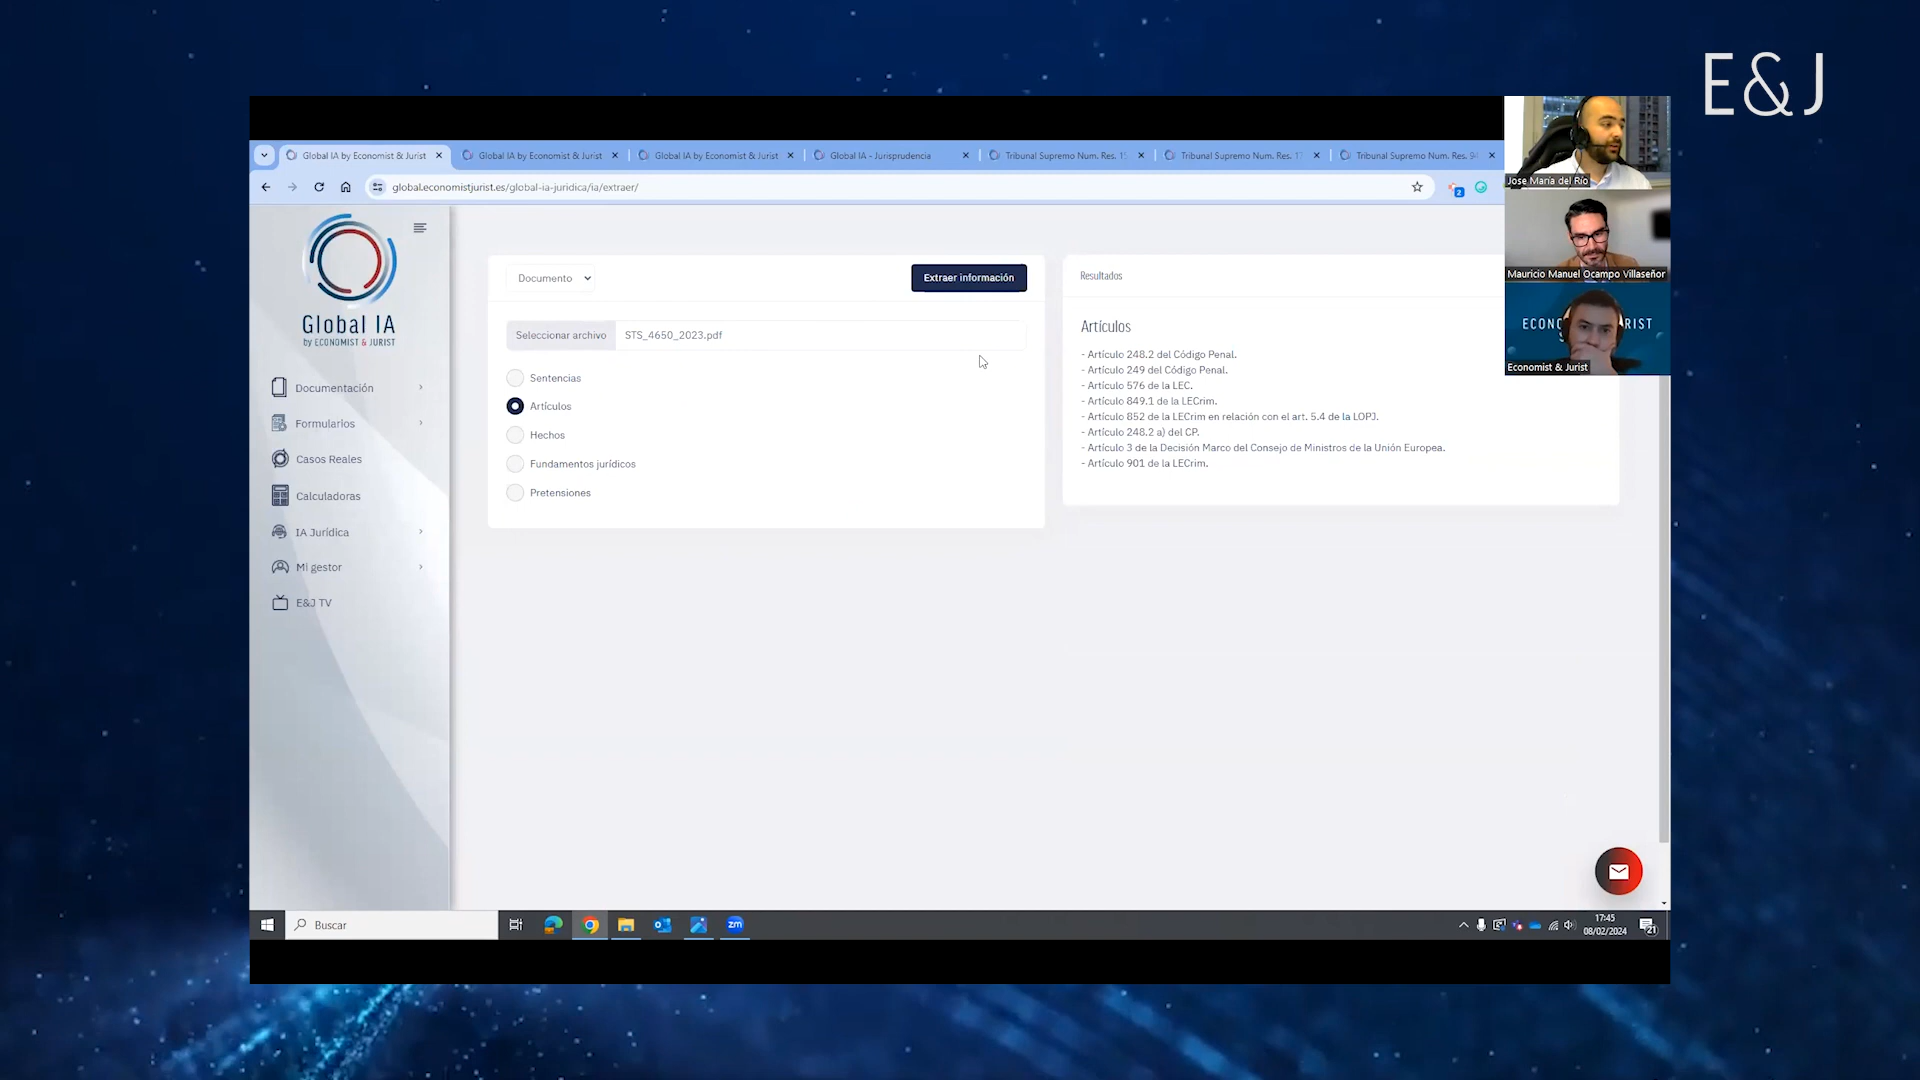 E&J
Global IA by Economist & Jurist
Global IA by Economist & Jurist
Global IA by Economist & Jurist
Global IA - Jurisprudencia
Tribunal Supremo Num. Res.
Tribunal Supremo Num. Res.
Tribunal Supremo Num. Res.
global.economistjurist.es/global-ia-juridica/ia/extraer/
2
Jose María del Río
Mauricio Manuel Ocampo Villaseñor
Economist & Jurist
Global IA
by ECONOMIST & JURIST
Documentación
Formularios
Casos Reales
Calculadoras
IA Jurídica
Mi gestor
E&J TV
Documento
Extraer información
Seleccionar archivo
STS_4650_2023.pdf
Sentencias
Artículos
Hechos
Fundamentos jurídicos
Pretensiones
Resultados
Artículos
- Artículo 248.2 del Código Penal.
- Artículo 249 del Código Penal.
- Artículo 576 de la LEC.
- Artículo 849.1 de la LECrim.
- Artículo 852 de la LECrim en relación con el art. 5.4 de la LOPJ.
- Artículo 248.2 a) del CP.
- Artículo 3 de la Decisión Marco del Consejo de Ministros de la Unión Europea.
- Artículo 901 de la LECrim.
Buscar
zm
17:45
08/02/2024
21